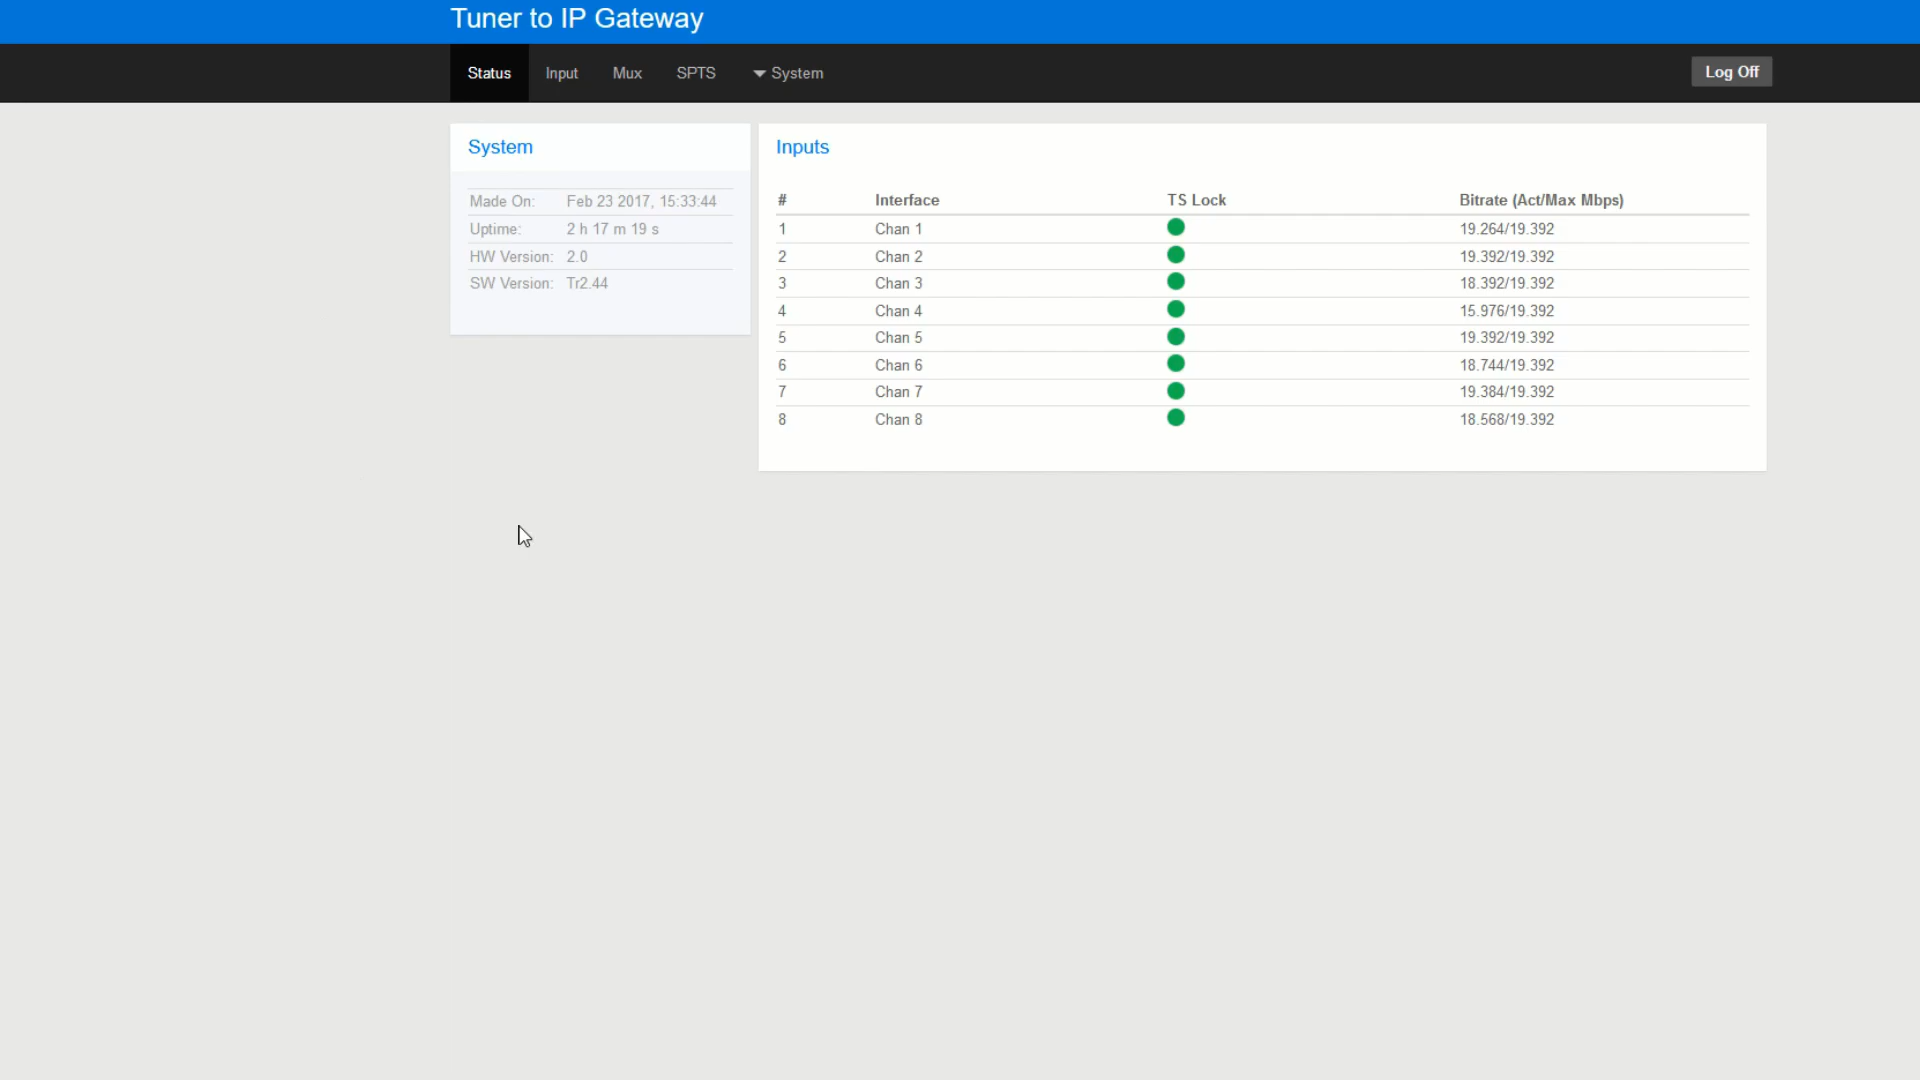 Tuner to IP Gateway
Status Input Mux SPTS System Log Off
System
Made On: Feb 23 2017, 15:33:44
Uptime: 2 h 17 m 19 s
HW Version: 2.0
SW Version: Tr2.44
Inputs
# Interface TS Lock Bitrate (Act/Max Mbps)
1 Chan 1 19.264/19.392
2 Chan 2 19.392/19.392
3 Chan 3 18.392/19.392
4 Chan 4 15.976/19.392
5 Chan 5 19.392/19.392
6 Chan 6 18.744/19.392
7 Chan 7 19.384/19.392
8 Chan 8 18.568/19.392